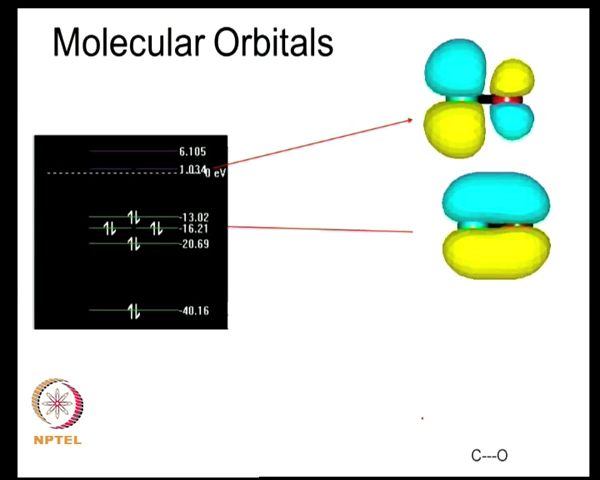 Molecular Orbitals
6.105
1.034
0 eV
-13.02
-16.21
-20.69
-40.16
NPTEL
C---O